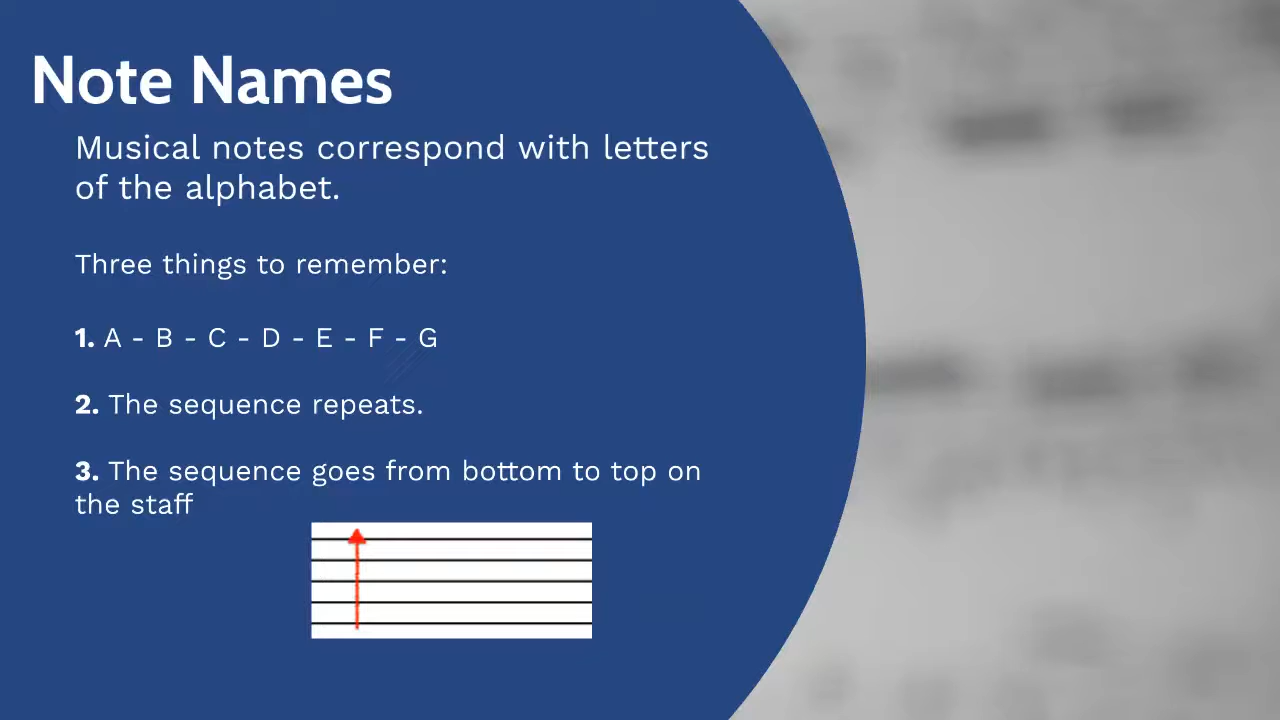 Note Names
Musical notes correspond with letters
of the alphabet.
Three things to remember:
1. A - B - C - D - E - F - G
2. The sequence repeats.
3. The sequence goes from bottom to top on
the staff